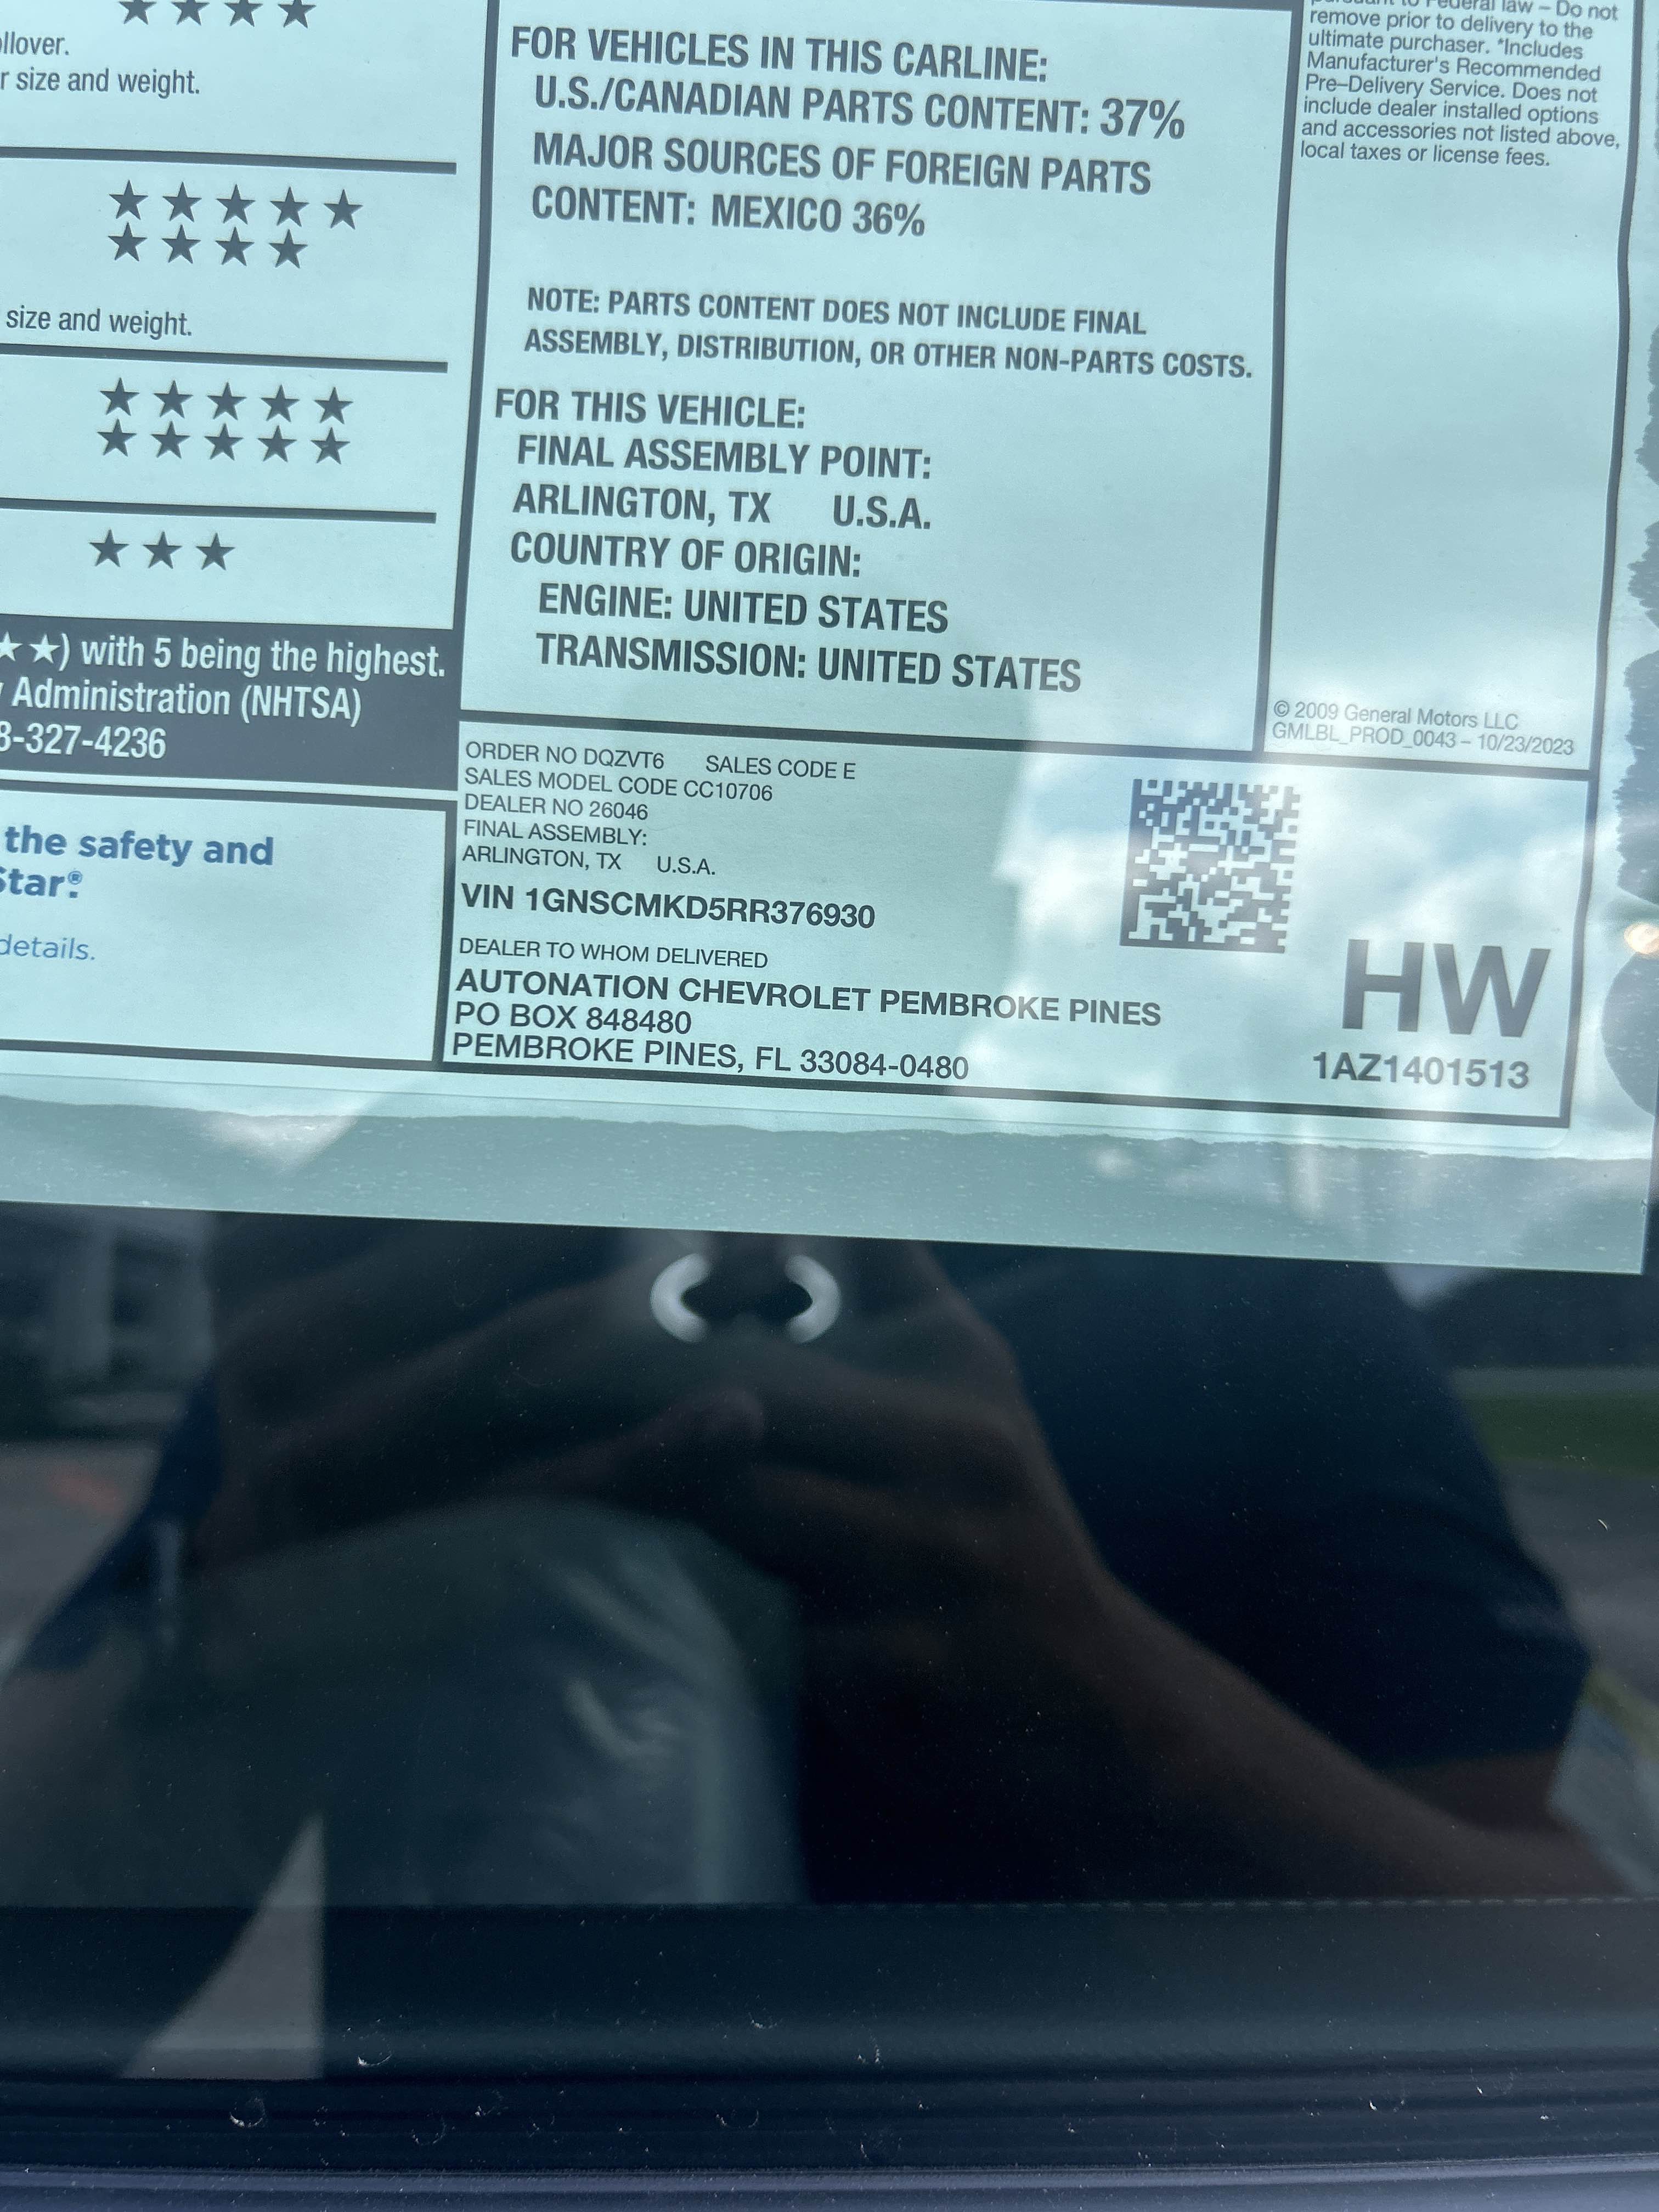 ★ ★ ★ ★
llover.
r size and weight.
★ ★ ★ ★ ★
★ ★ ★ ★
size and weight.
★ ★ ★ ★ ★
★ ★ ★ ★ ★
★ ★ ★
★ ★) with 5 being the highest.
Administration (NHTSA)
8-327-4236
the safety and
Star®.
details.
FOR VEHICLES IN THIS CARLINE:
U.S./CANADIAN PARTS CONTENT: 37%
MAJOR SOURCES OF FOREIGN PARTS
CONTENT: MEXICO 36%
NOTE: PARTS CONTENT DOES NOT INCLUDE FINAL
ASSEMBLY, DISTRIBUTION, OR OTHER NON-PARTS COSTS.
FOR THIS VEHICLE:
FINAL ASSEMBLY POINT:
ARLINGTON, TX U.S.A.
COUNTRY OF ORIGIN:
ENGINE: UNITED STATES
TRANSMISSION: UNITED STATES
Federal law – Do not
remove prior to delivery to the
ultimate purchaser. *Includes
Manufacturer's Recommended
Pre–Delivery Service. Does not
include dealer installed options
and accessories not listed above,
local taxes or license fees.
© 2009 General Motors LLC
GMLBL_PROD_0043 – 10/23/2023
ORDER NO DQZVT6 SALES CODE E
SALES MODEL CODE CC10706
DEALER NO 26046
FINAL ASSEMBLY:
ARLINGTON, TX U.S.A.
VIN 1GNSCMKD5RR376930
DEALER TO WHOM DELIVERED
AUTONATION CHEVROLET PEMBROKE PINES
PO BOX 848480
PEMBROKE PINES, FL 33084-0480
HW
1AZ1401513